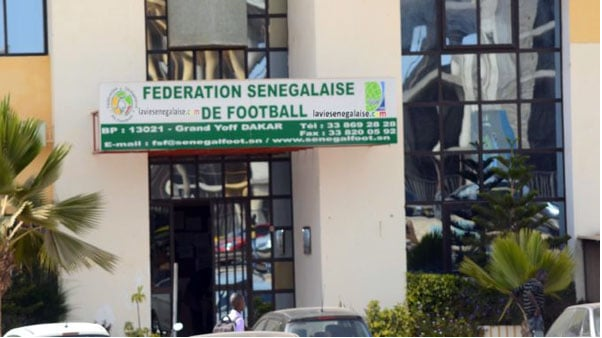 FEDERATION SENEGALAISE
laviesenegalaise.com DE FOOTBALL laviesenegalaise.com
BP : 13021 - Grand Yoff DAKAR Tél : 33 869 28 28
Fax : 33 820 05 92
E-mail : fsf@senegalfoot.sn / www.senegalfoot.sn